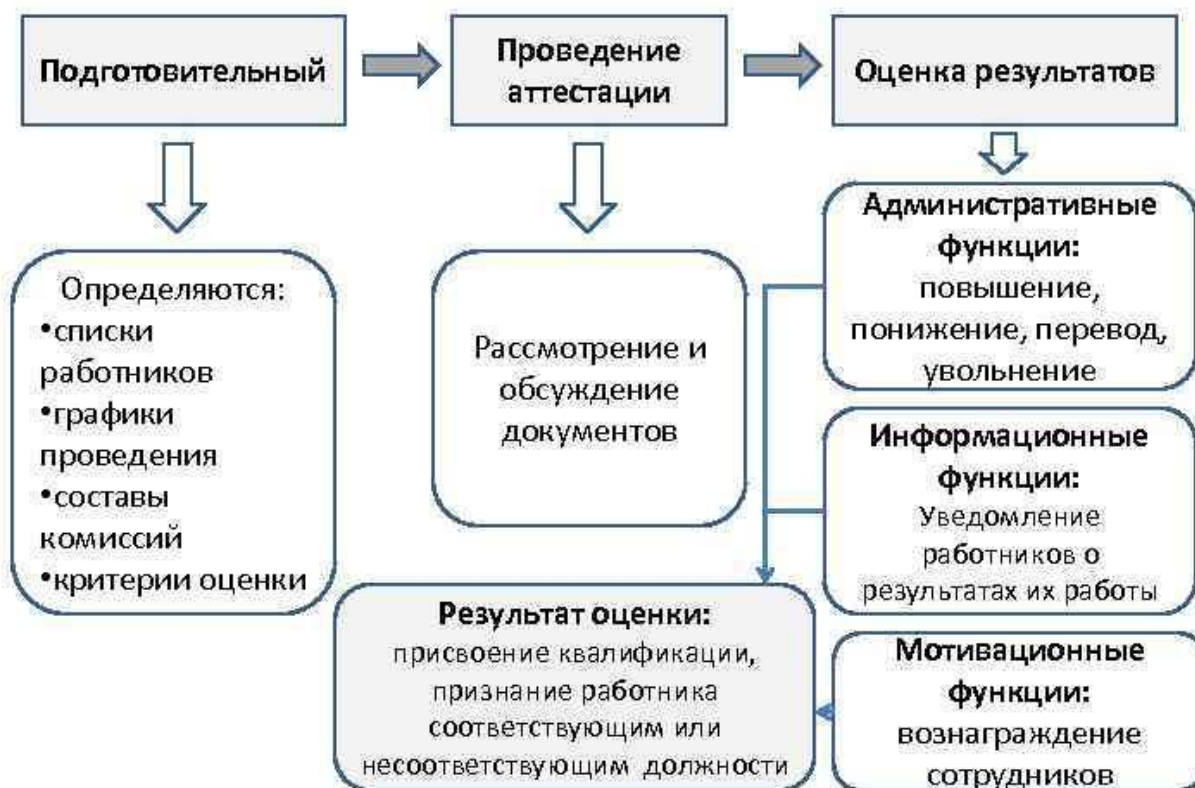 Подготовительный
Проведение
аттестации
Оценка результатов
Определяются:
•списки
работников
•графики
проведения
•составы
комиссий
•критерии оценки
Рассмотрение и
обсуждение
документов
Административные
функции:
повышение,
понижение, перевод,
увольнение
Информационные
функции:
Уведомление
работников о
результатах их работы
Мотивационные
функции:
вознаграждение
сотрудников
Результат оценки:
присвоение квалификации,
признание работника
соответствующим или
несоответствующим должности